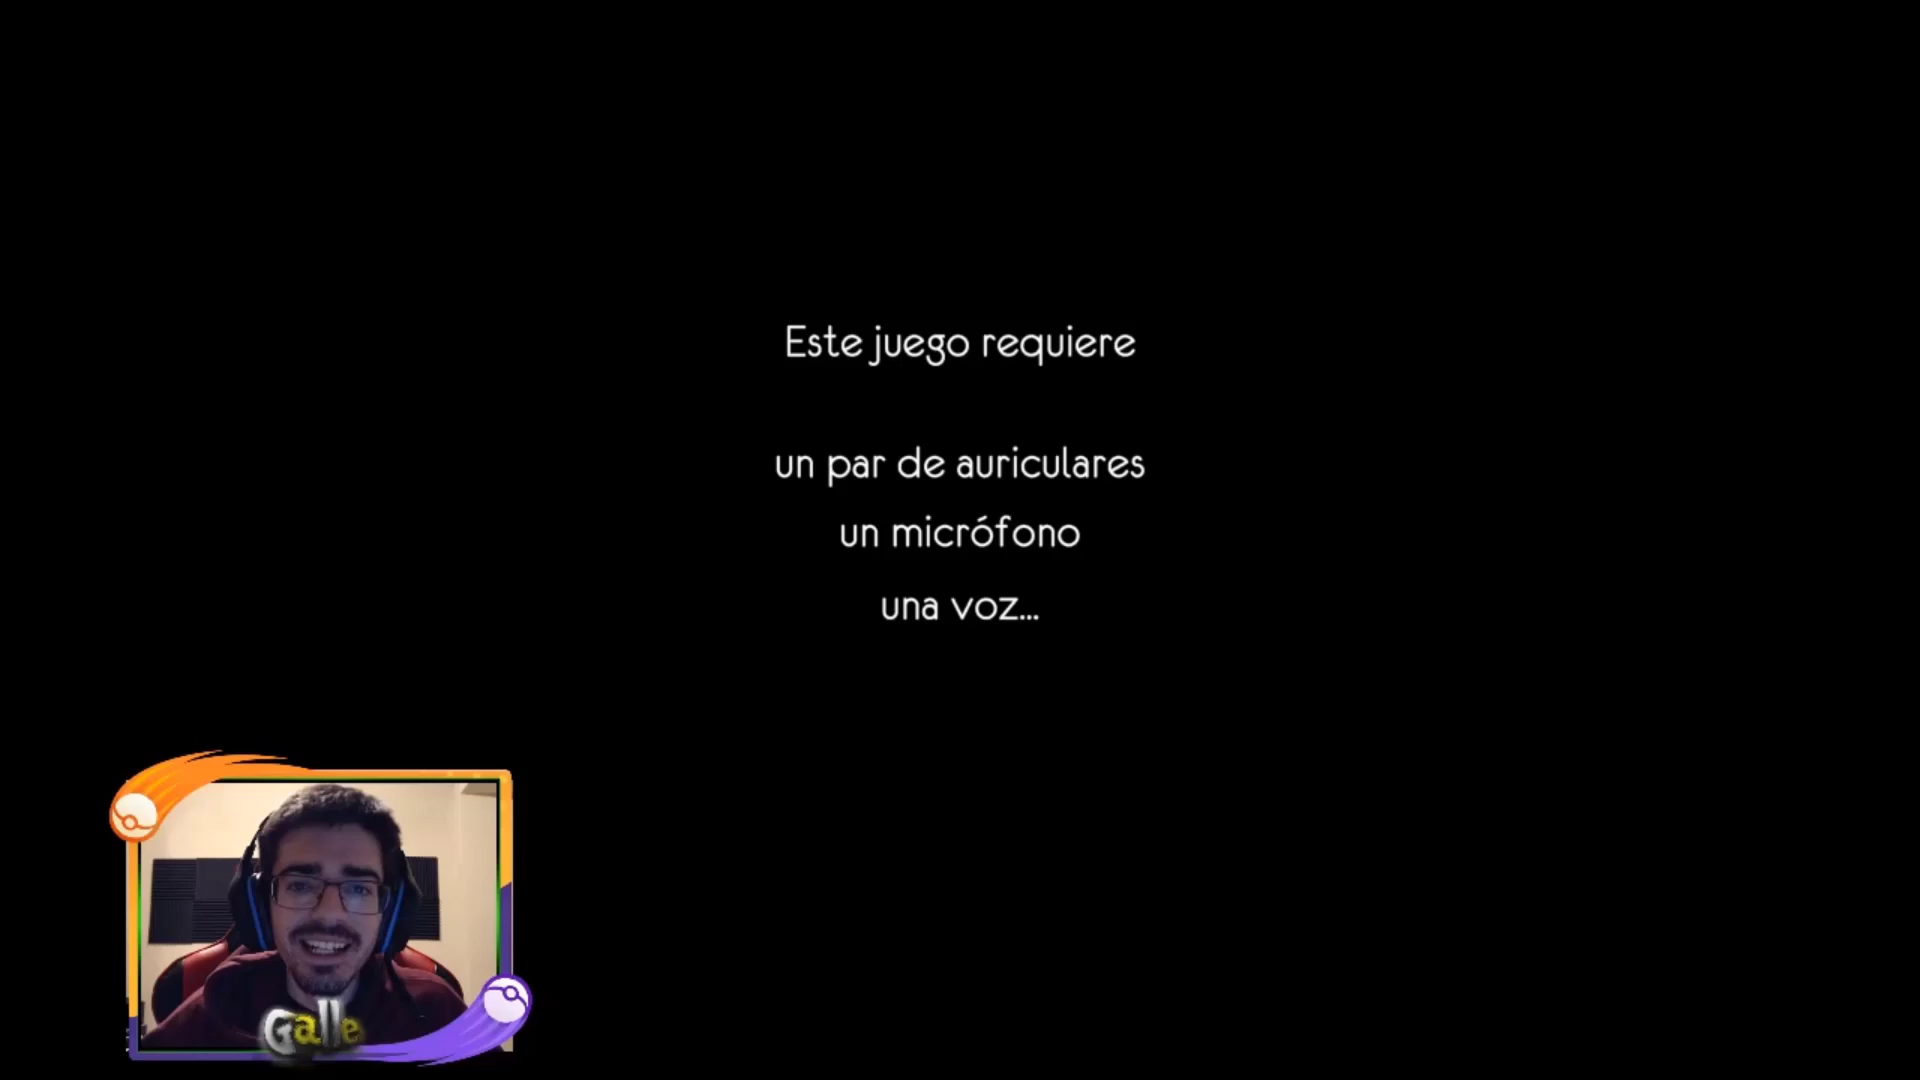 Este juego requiere
un par de auriculares
un micrófono
una voz...
Galle